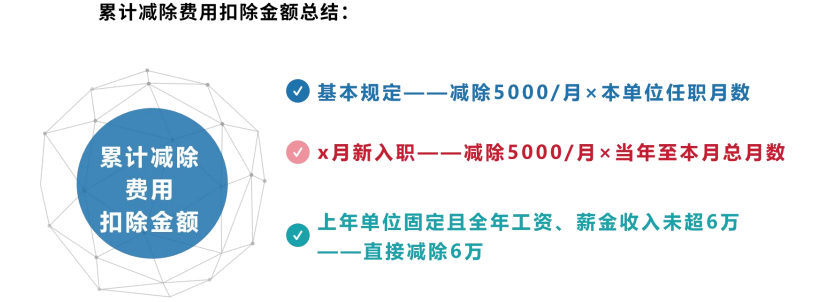 累计减除费用扣除金额总结：
累计减除
费用
扣除金额
基本规定——减除5000/月×本单位任职月数
x月新入职——减除5000/月×当年至本月总月数
上年单位固定且全年工资、薪金收入未超6万
——直接减除6万